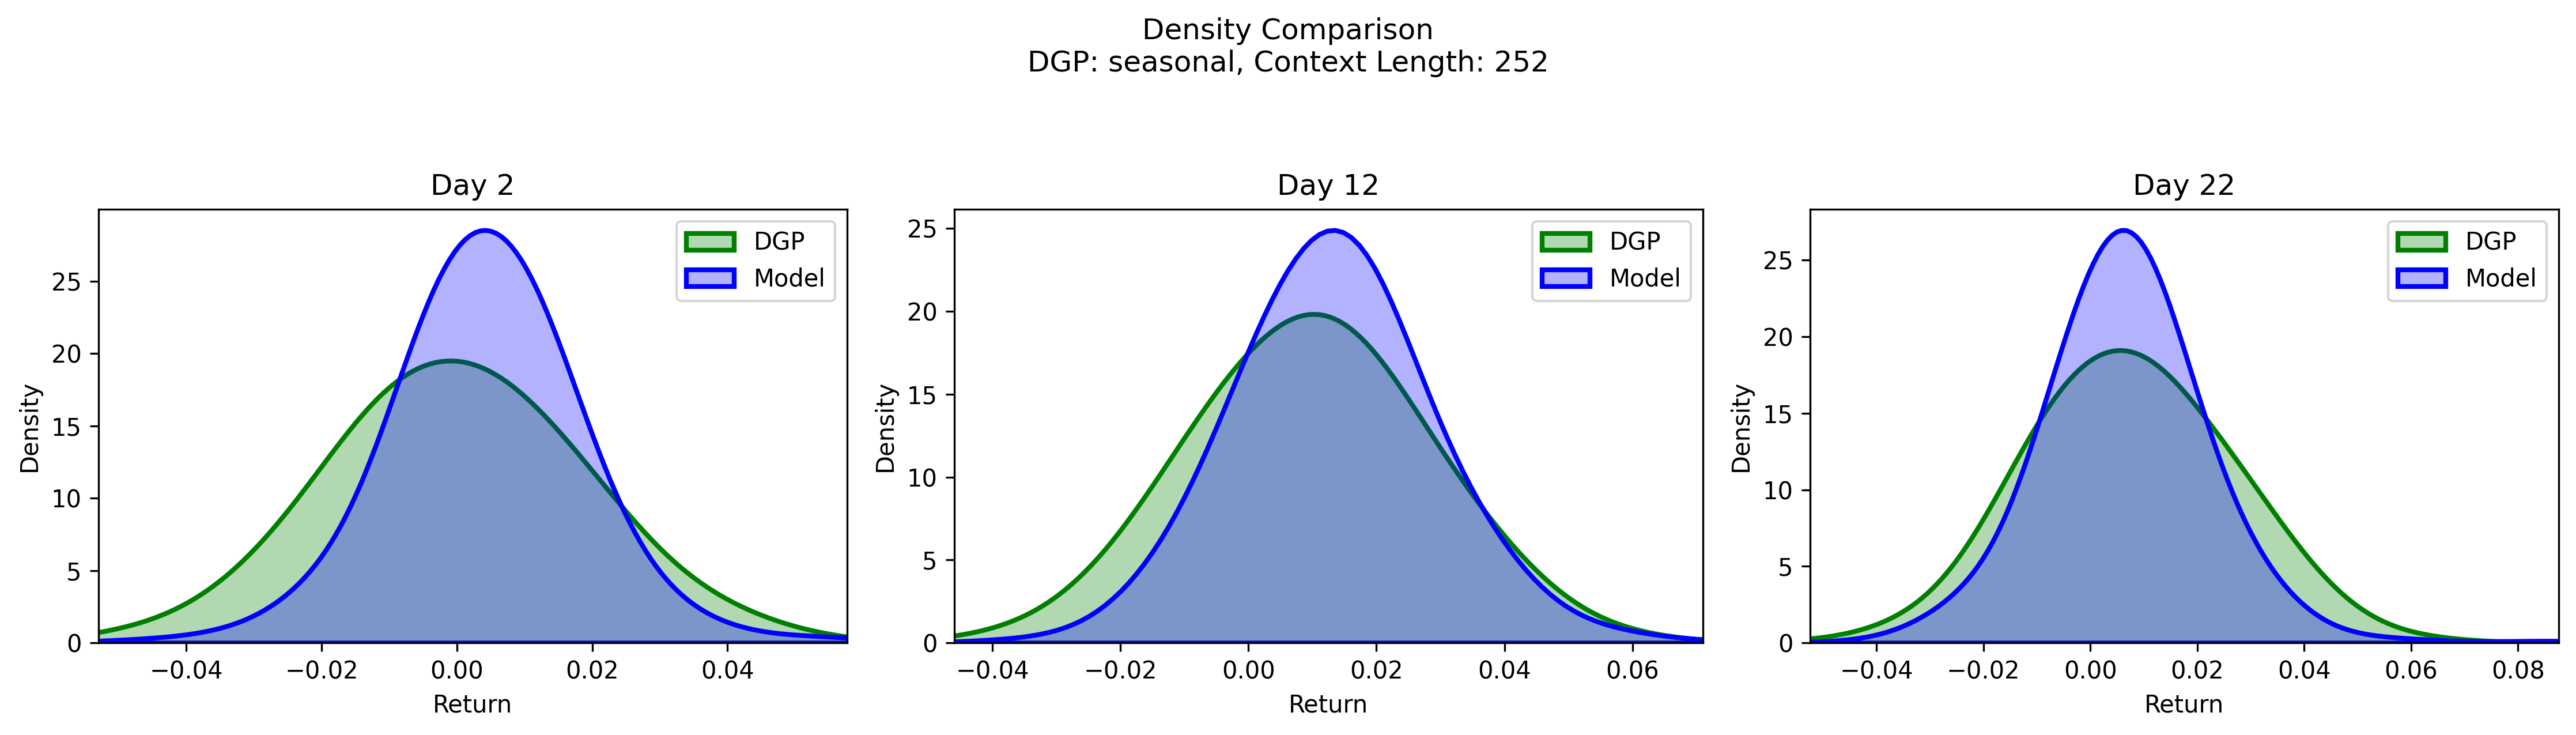 Density Comparison
DGP: seasonal, Context Length: 252
Day 2
Density
25
20
15
10
5
0
−0.04 −0.02 0.00 0.02 0.04
Return
DGP
Model
Day 12
Density
25
20
15
10
5
0
−0.04 −0.02 0.00 0.02 0.04 0.06
Return
DGP
Model
Day 22
Density
25
20
15
10
5
0
−0.04 −0.02 0.00 0.02 0.04 0.06 0.08
Return
DGP
Model